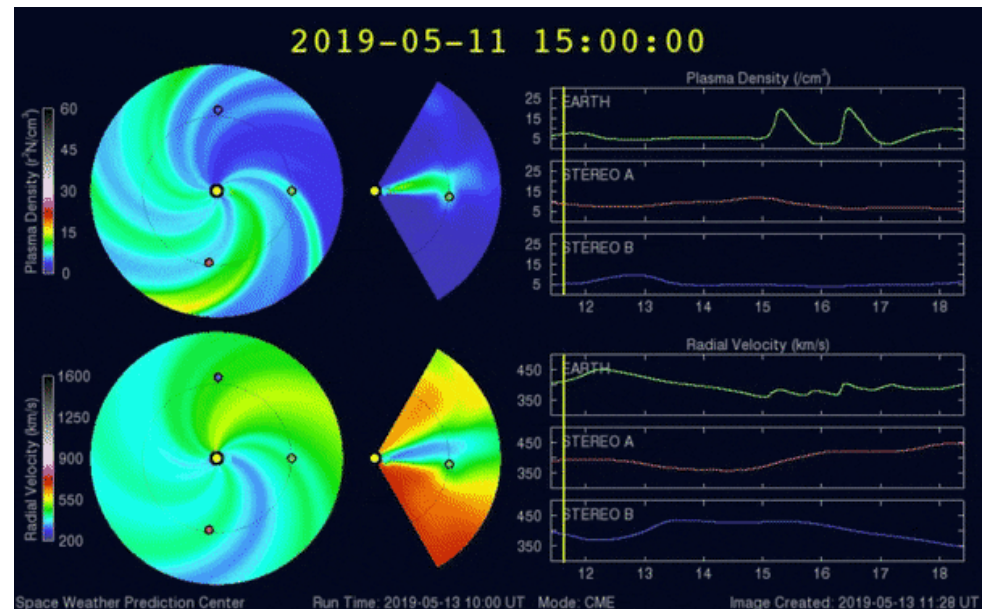 2019-05-11 15:00:00
Plasma Density (r²N/cm³)
60
45
30
15
0
Plasma Density (/cm³)
EARTH
25
15
5
STEREO A
25
15
5
STEREO B
25
15
5
12 13 14 15 16 17 18
Radial Velocity (km/s)
1600
1250
900
550
200
Radial Velocity (km/s)
EARTH
450
350
STEREO A
450
350
STEREO B
450
350
12 13 14 15 16 17 18
Space Weather Prediction Center Run Time: 2019-05-13 10:00 UT Mode: CME Image Created: 2019-05-13 11:28 UT